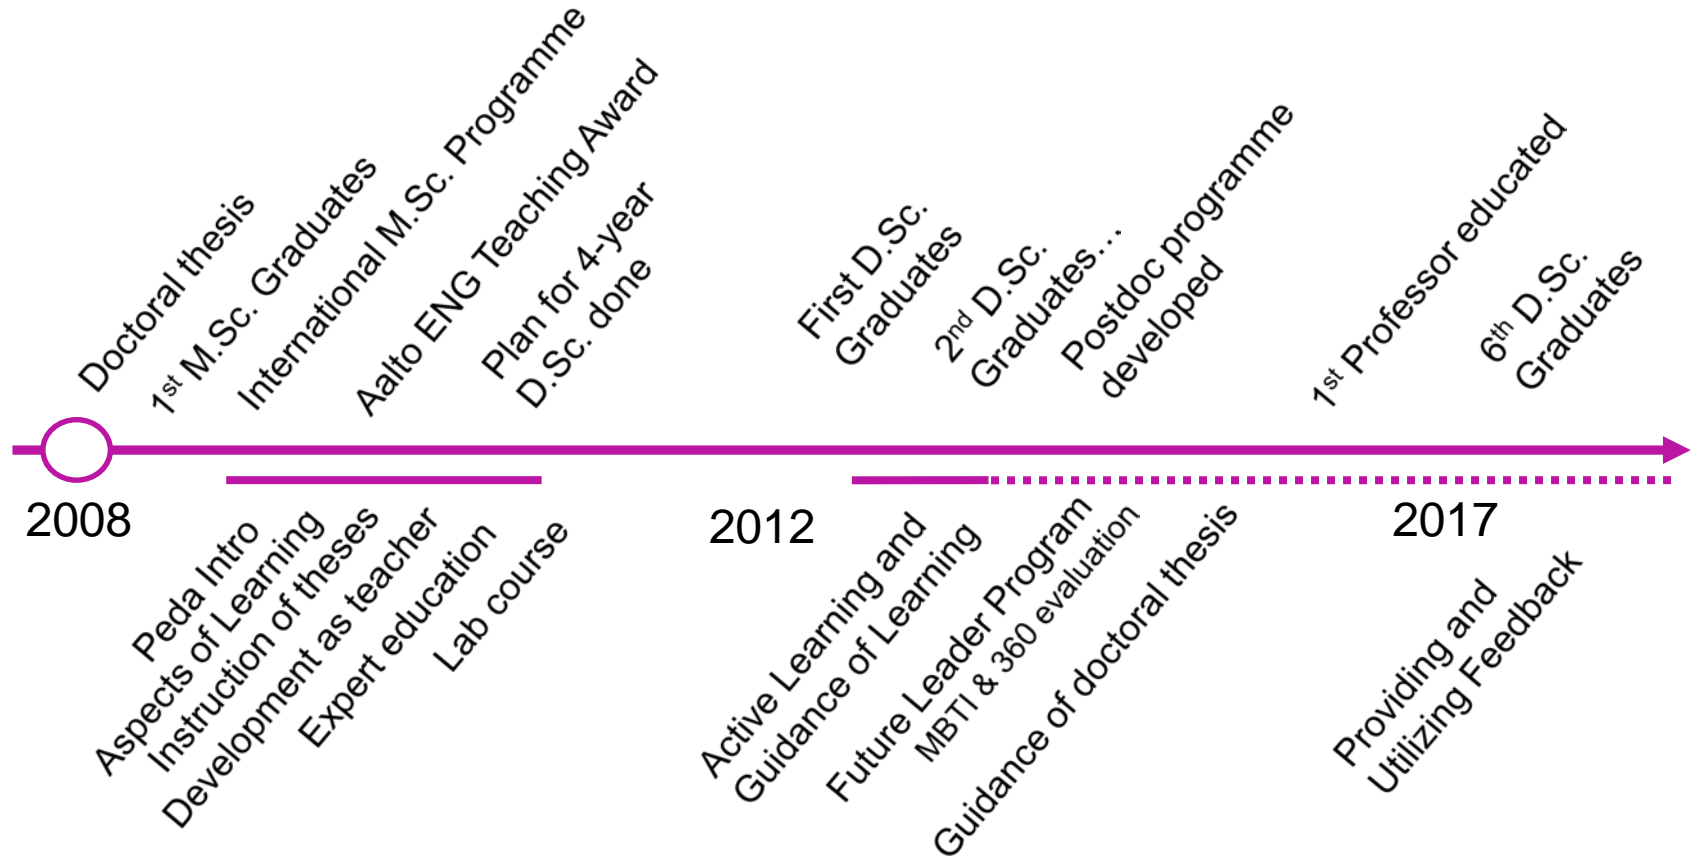 Doctoral thesis
1st M.Sc. Graduates
International M.Sc. Programme
Aalto ENG Teaching Award
Plan for 4-year
D.Sc. done
First D.Sc.
Graduates
2nd D.Sc.
Graduates…
Postdoc programme
developed
1st Professor educated
6th D.Sc.
Graduates
2008
2012
2017
Peda Intro
Aspects of Learning
Instruction of theses
Development as teacher
Expert education
Lab course
Active Learning and
Guidance of Learning
Future Leader Program
MBTI & 360 evaluation
Guidance of doctoral thesis
Providing and
Utilizing Feedback